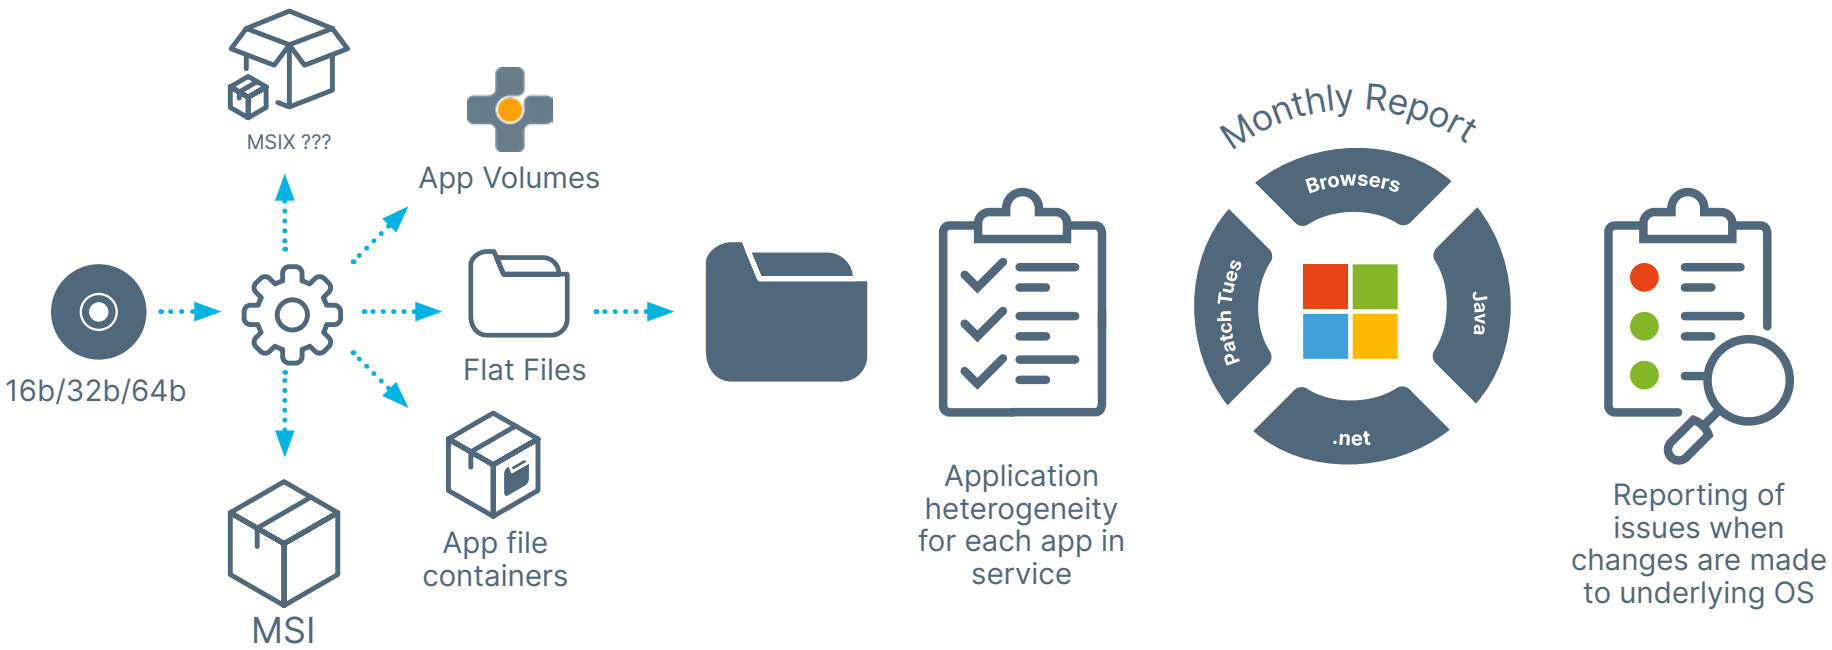 16b/32b/64b
MSIX ???
App Volumes
Flat Files
App file
containers
MSI
Application
heterogeneity
for each app in
service
Monthly Report
Browsers
Patch Tues
Java
.net
Reporting of
issues when
changes are made
to underlying OS